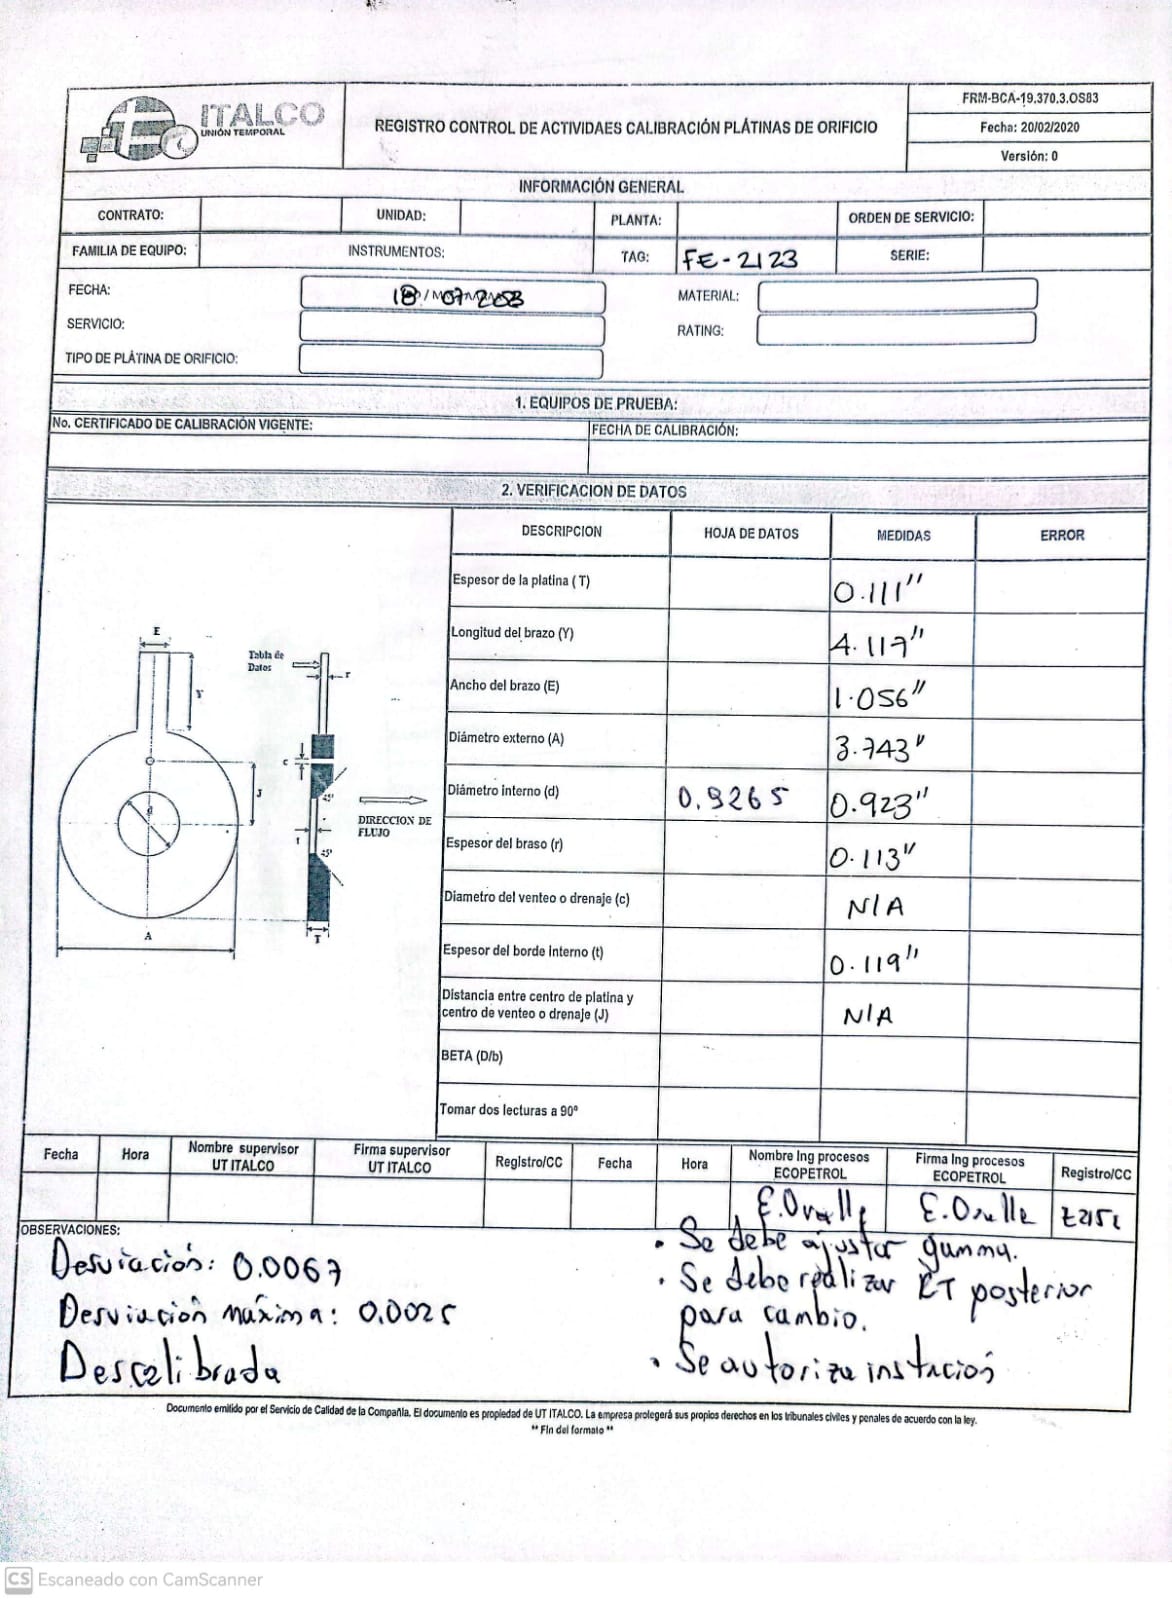 ITALCO
UNIÓN TEMPORAL
REGISTRO CONTROL DE ACTIVIDAES CALIBRACIÓN PLÁTINAS DE ORIFICIO
FRM-BCA-19.370.3.OS83
Fecha: 20/02/2020
Versión: 0
INFORMACIÓN GENERAL
CONTRATO: UNIDAD: PLANTA: ORDEN DE SERVICIO:
FAMILIA DE EQUIPO: INSTRUMENTOS: TAG: FE-2123 SERIE:
FECHA: 18/07 MATERIAL:
SERVICIO: RATING:
TIPO DE PLÁTINA DE ORIFICIO:
1. EQUIPOS DE PRUEBA:
No. CERTIFICADO DE CALIBRACIÓN VIGENTE: FECHA DE CALIBRACIÓN:
2. VERIFICACION DE DATOS
DESCRIPCION HOJA DE DATOS MEDIDAS ERROR
Espesor de la platina ( T ) 0.111"
Longitud del brazo (Y) 4.117"
Ancho del brazo (E) 1.056"
Diámetro externo (A) 3.743"
Diámetro interno (d) 0.9265 0.923"
Espesor del braso (r) 0.113"
Diametro del venteo o drenaje (c) N/A
Espesor del borde interno (t) 0.119"
Distancia entre centro de platina y
centro de venteo o drenaje (J) N/A
BETA (D/b)
Tomar dos lecturas a 90º
E
Y
Tabla de
Datos
r
c
J
d
45º
DIRECCION DE
FLUJO
t
45º
A
T
Fecha Hora Nombre supervisor
UT ITALCO Firma supervisor
UT ITALCO Registro/CC Fecha Hora Nombre Ing procesos
ECOPETROL Firma Ing procesos
ECOPETROL Registro/CC
E.Ovalle E.Ovalle
OBSERVACIONES:
Desviación: 0.0067
Desviación máxima: 0.0025
Descalibrada
• Se debe ajustar gamma.
• Se debe realizar RT posterior
para cambio.
• Se autoriza instación
Documento emitido por el Servicio de Calidad de la Compañía. El documento es propiedad de UT ITALCO. La empresa protegerá sus propios derechos en los tribunales civiles y penales de acuerdo con la ley.
** Fin del formato **
CS Escaneado con CamScanner